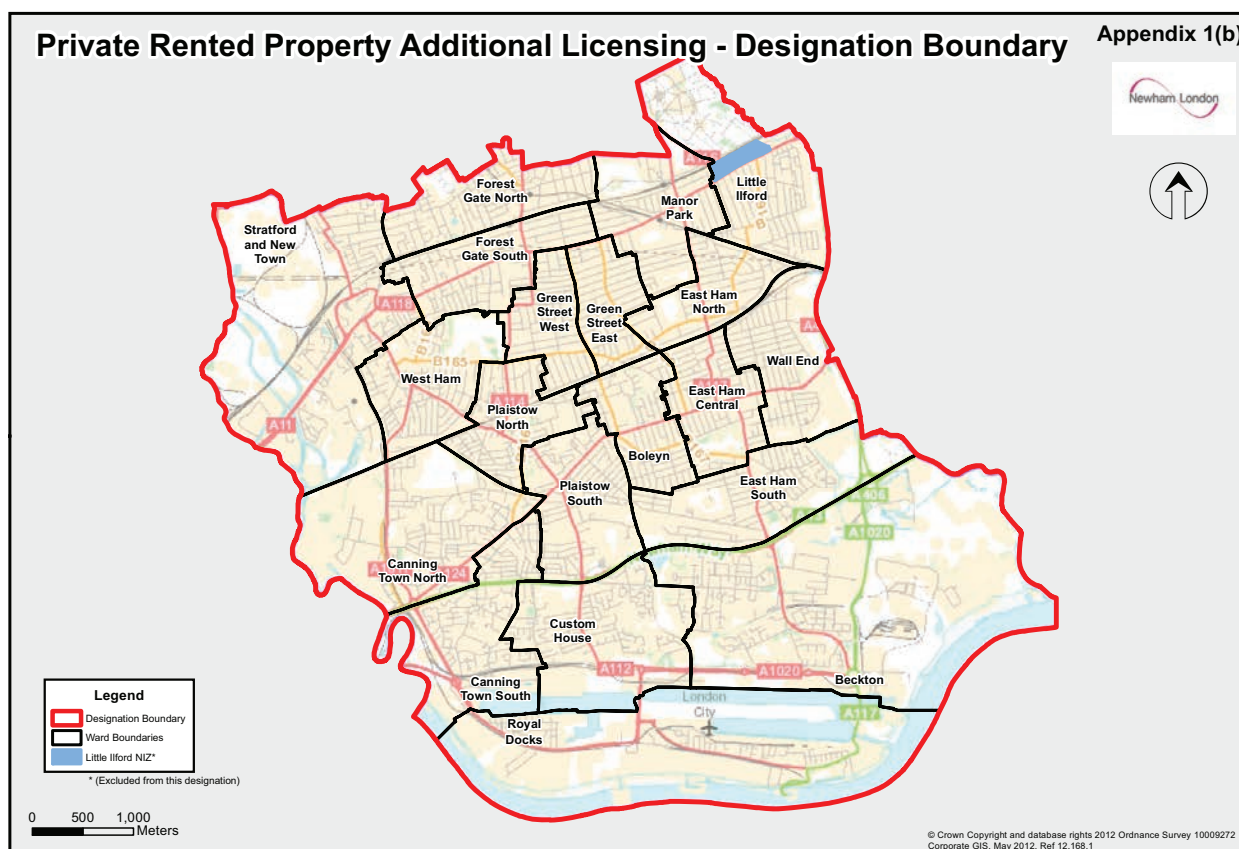 Private Rented Property Additional Licensing - Designation Boundary
Appendix 1(b)
Newham London
Forest
Gate North
Little
Ilford
Manor
Park
Stratford
and New
Town
Forest
Gate South
A118
Green
Street
West
Green
Street
East
East Ham
North
B165
West Ham
Wall End
East Ham
Central
Plaistow
North
A114
A11
Boleyn
Plaistow
South
East Ham
South
A406
A1020
Canning
Town North
Custom
House
A112
A1020
Beckton
Canning
Town South
London
City
A117
Royal
Docks
Legend
Designation Boundary
Ward Boundaries
Little Ilford NIZ*
* (Excluded from this designation)
0 500 1,000
Meters
© Crown Copyright and database rights 2012 Ordnance Survey 10009272
Corporate GIS, May 2012, Ref 12.168.1